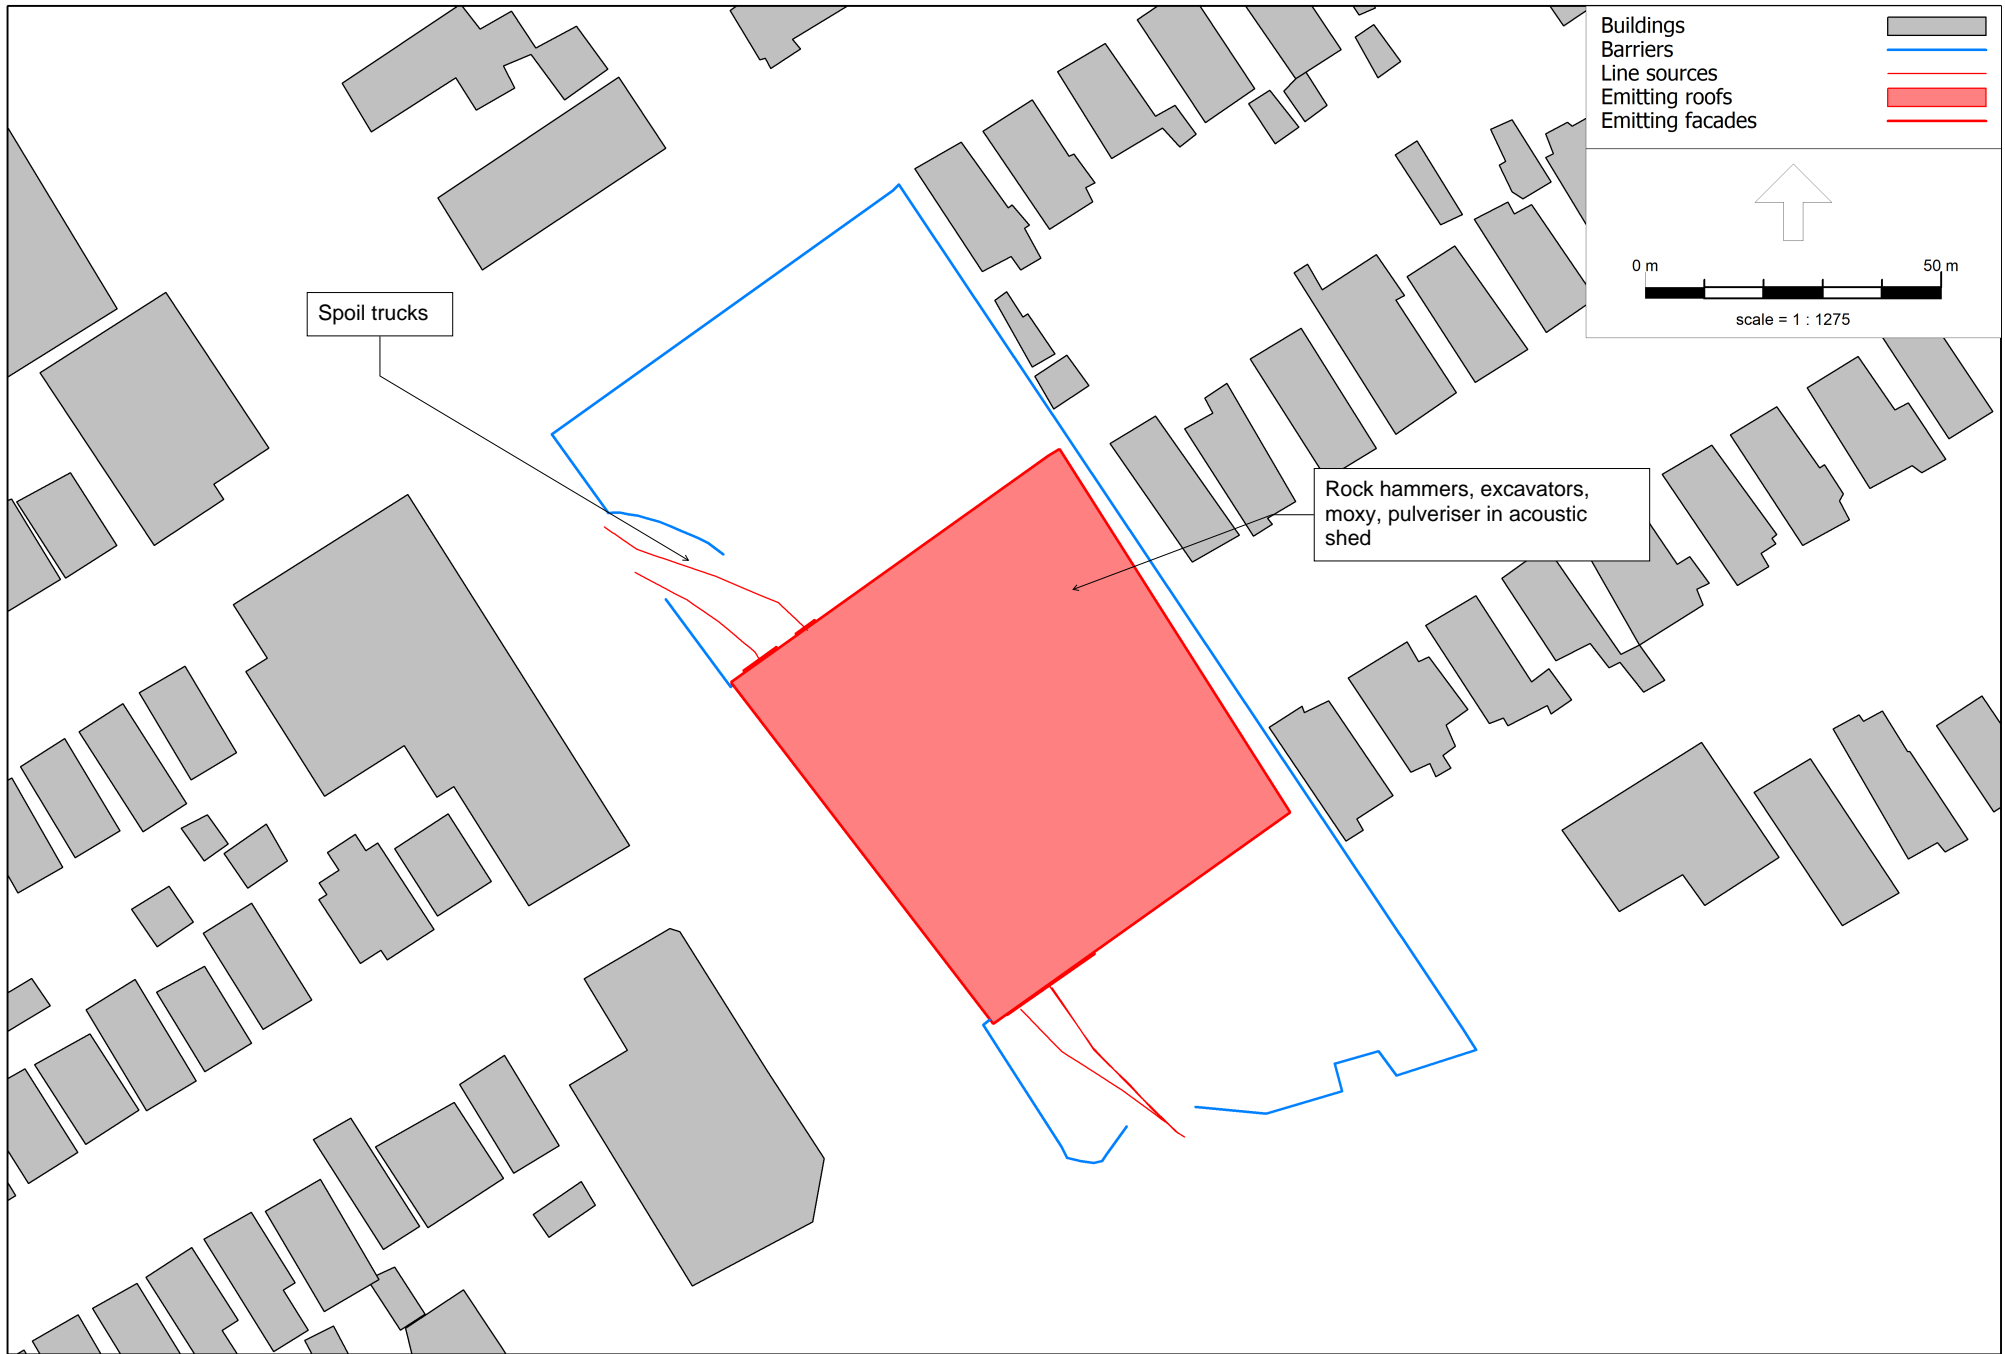 Buildings
Barriers
Line sources
Emitting roofs
Emitting facades
0 m 50 m
scale = 1 : 1275
Spoil trucks
Rock hammers, excavators,
moxy, pulveriser in acoustic
shed